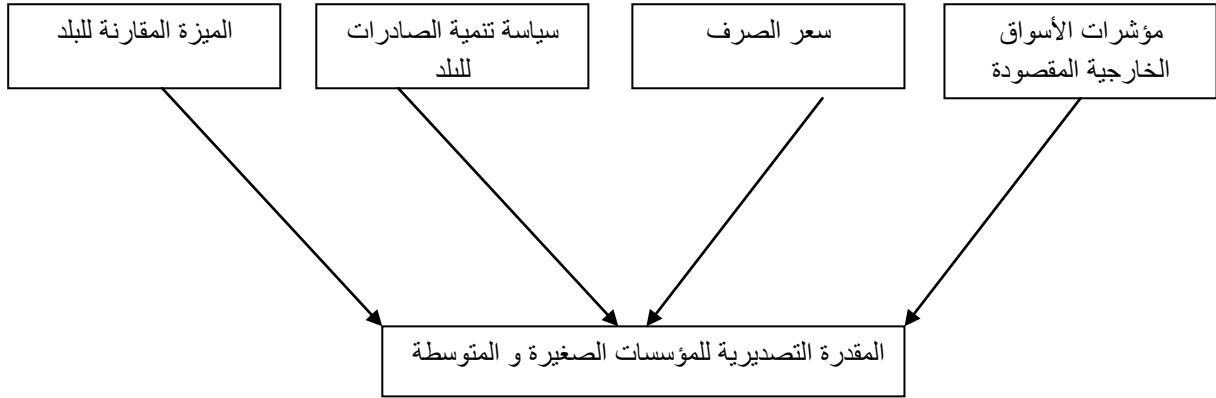 مؤشرات الأسواق
الخارجية المقصودة
سعر الصرف
سياسة تنمية الصادرات
للبلد
الميزة المقارنة للبلد
المقدرة التصديرية للمؤسسات الصغيرة و المتوسطة